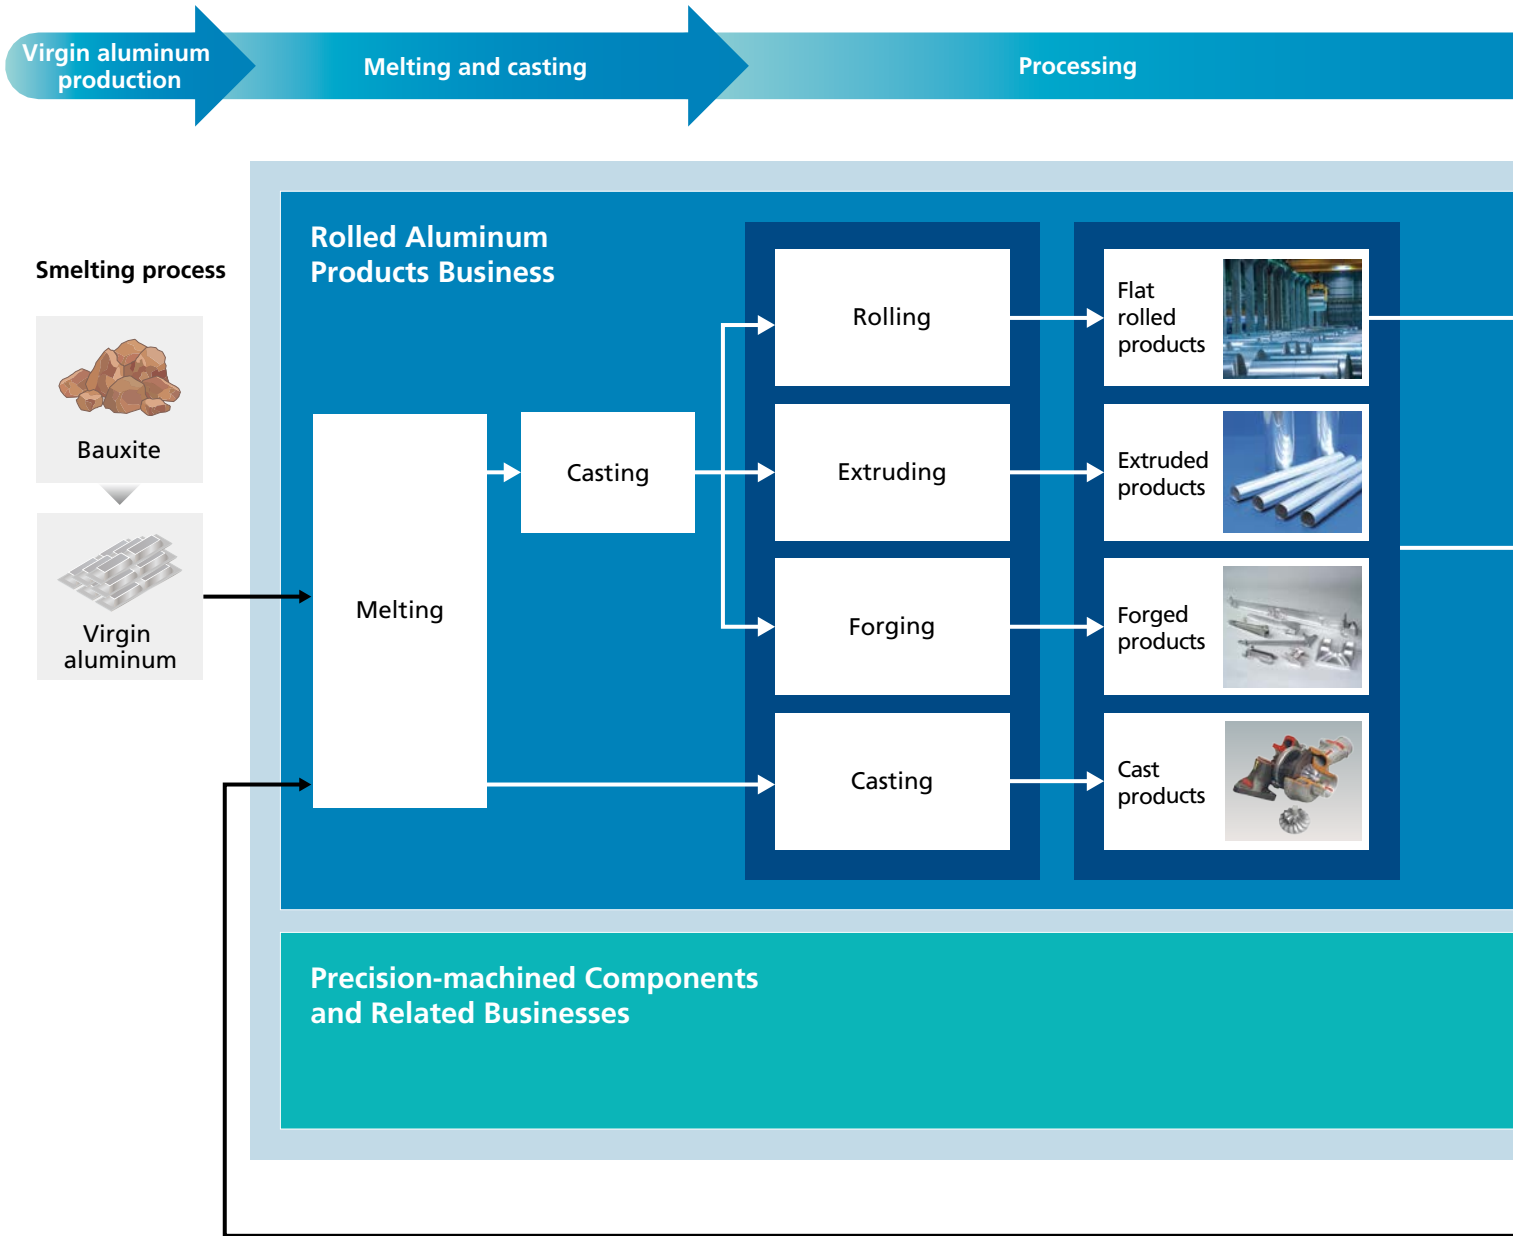 Virgin aluminum
production
Melting and casting
Processing
Smelting process
Bauxite
Virgin
aluminum
Rolled Aluminum
Products Business
Melting
Casting
Rolling
Extruding
Forging
Casting
Flat
rolled
products
Extruded
products
Forged
products
Cast
products
Precision-machined Components
and Related Businesses